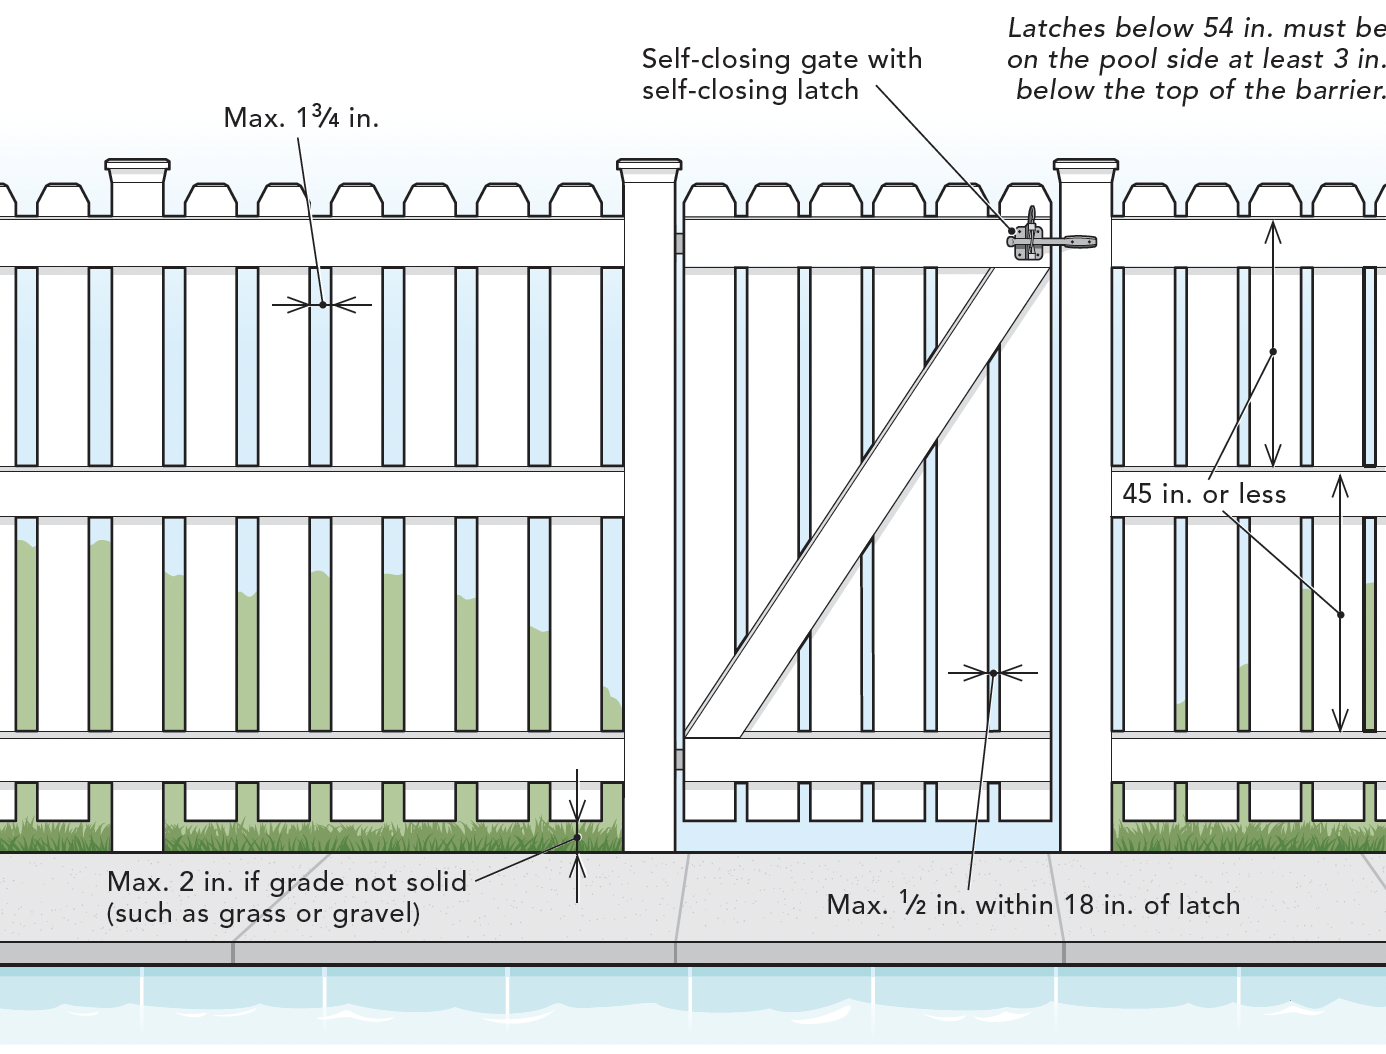 Latches below 54 in. must be
on the pool side at least 3 in.
below the top of the barrier.
Self-closing gate with
self-closing latch
Max. 1¾ in.
45 in. or less
Max. 2 in. if grade not solid
(such as grass or gravel)
Max. ½ in. within 18 in. of latch